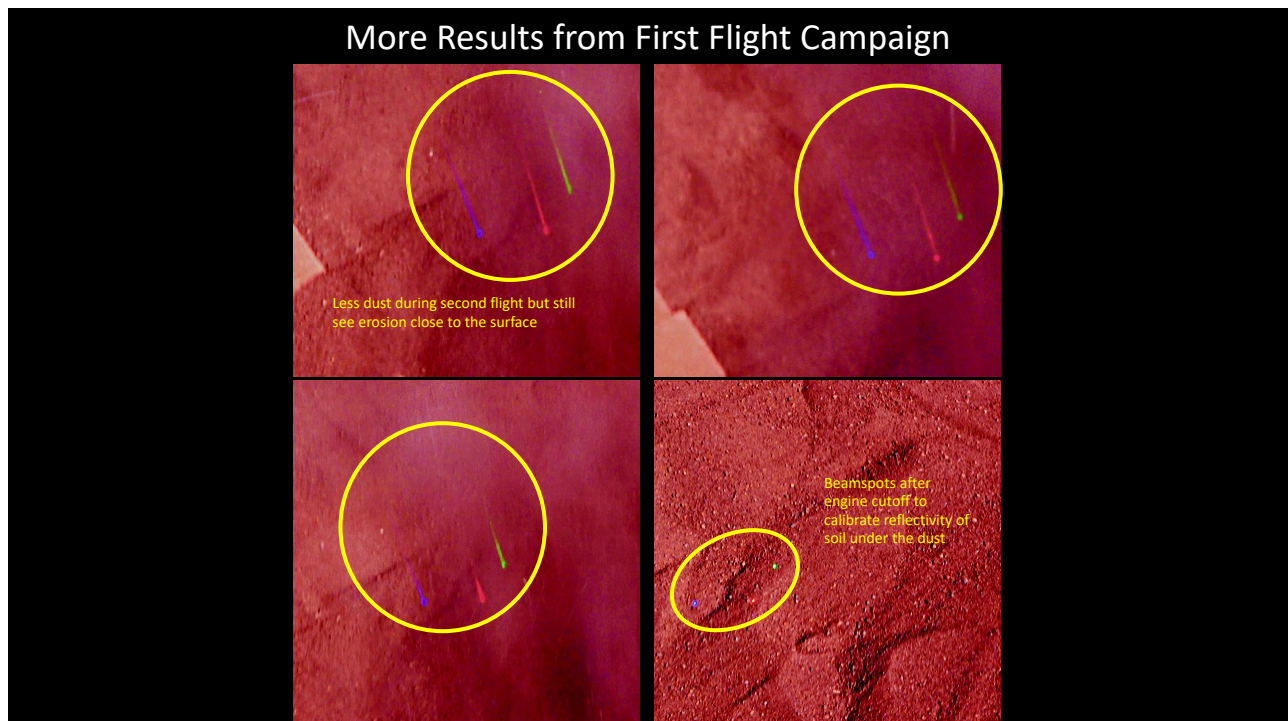 More Results from First Flight Campaign
Less dust during second flight but still
see erosion close to the surface
Beamspots after
engine cutoff to
calibrate reflectivity of
soil under the dust